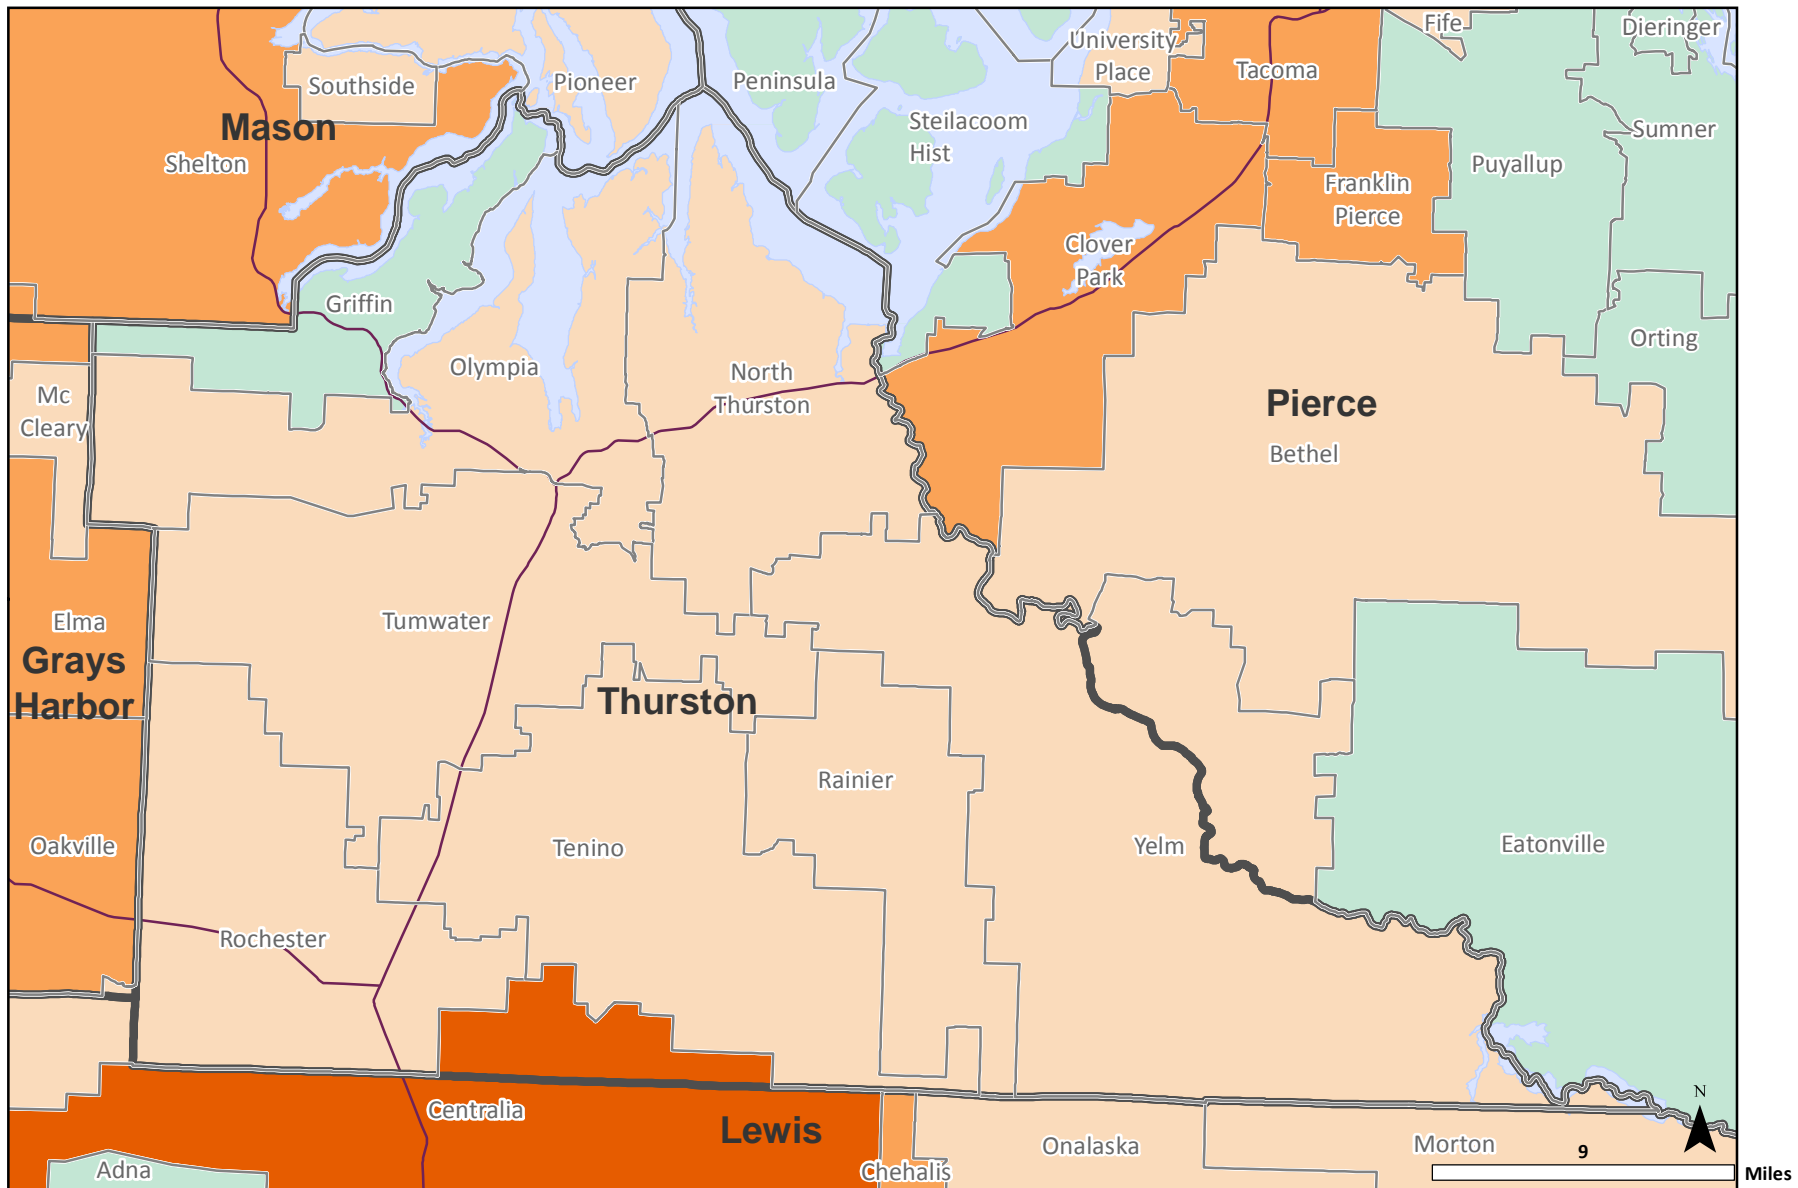 Fife
Dieringer
University
Place
Tacoma
Southside
Pioneer
Peninsula
Mason
Steilacoom
Hist
Sumner
Shelton
Puyallup
Franklin
Pierce
Clover
Park
Griffin
Orting
Olympia
North
Thurston
Mc
Cleary
Pierce
Bethel
Elma
Tumwater
Grays
Harbor
Thurston
Rainier
Oakville
Tenino
Yelm
Eatonville
Rochester
N
Centralia
Lewis
Onalaska
Morton
Adna
Chehalis
9
Miles